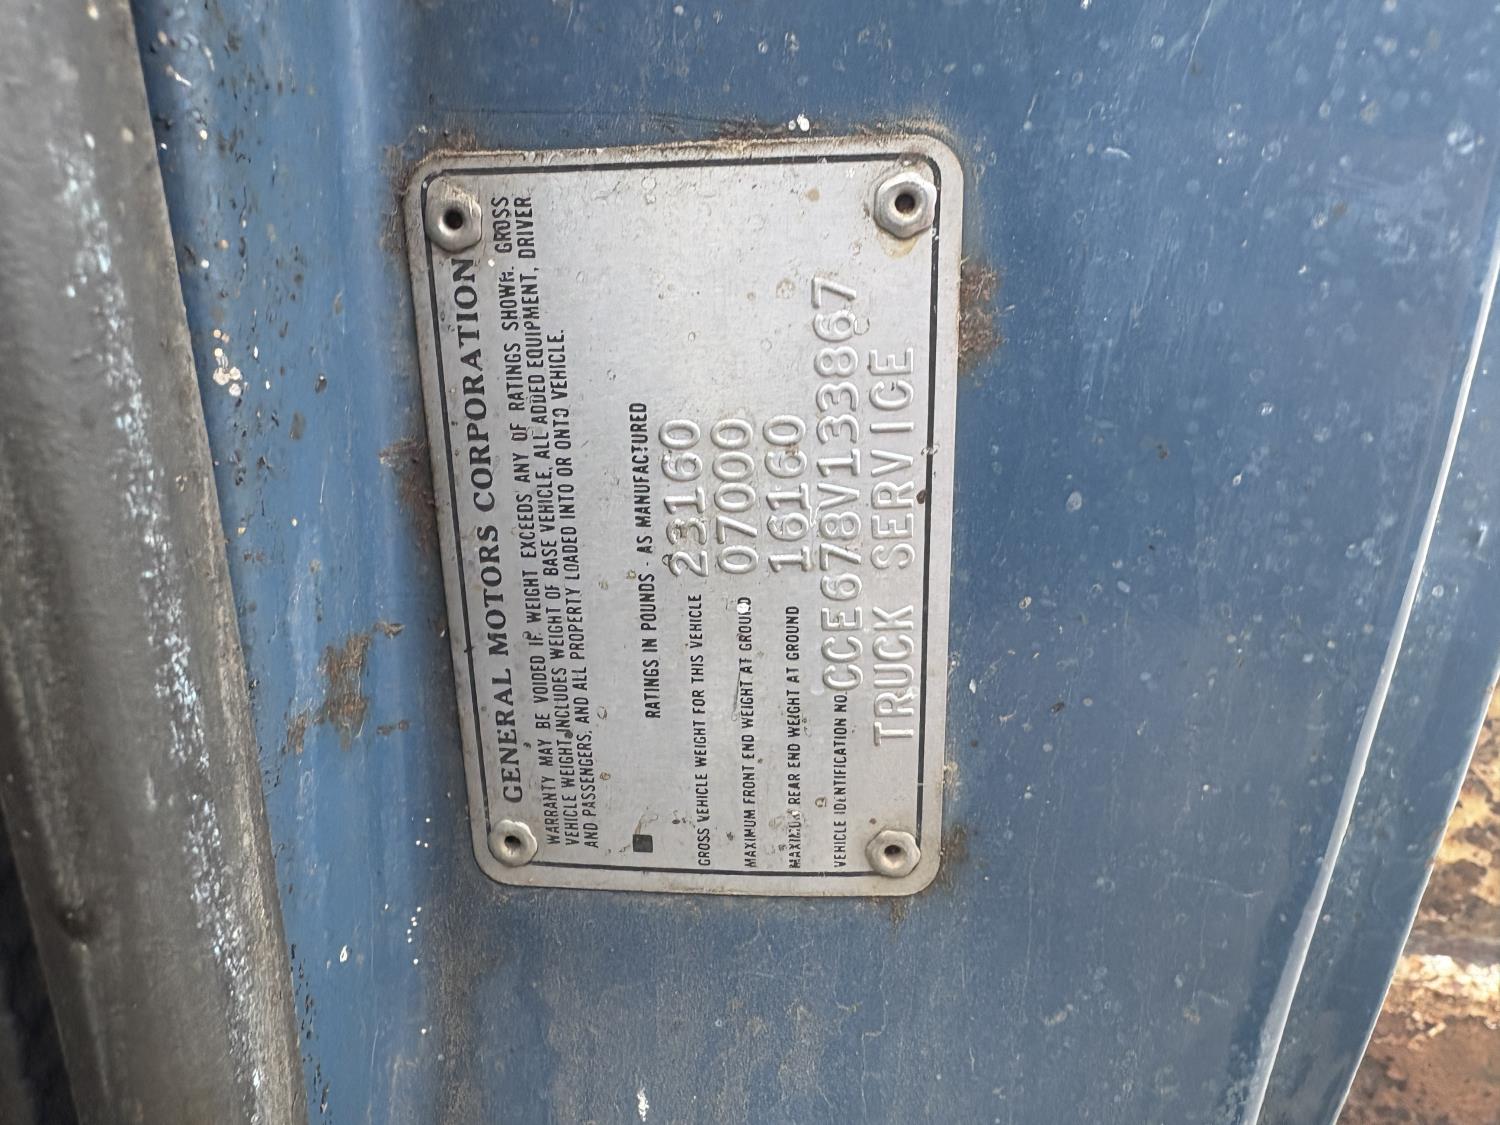 GENERAL MOTORS CORPORATION
WARRANTY MAY BE VOIDED IF WEIGHT EXCEEDS ANY OF RATINGS SHOWN. GROSS
VEHICLE WEIGHT INCLUDES WEIGHT OF BASE VEHICLE, ALL ADDED EQUIPMENT, DRIVER
AND PASSENGERS, AND ALL PROPERTY LOADED INTO OR ONTO VEHICLE.
RATINGS IN POUNDS - AS MANUFACTURED
GROSS VEHICLE WEIGHT FOR THIS VEHICLE 23160
MAXIMUM FRONT END WEIGHT AT GROUND 07000
MAXIMUM REAR END WEIGHT AT GROUND 16160
VEHICLE IDENTIFICATION NO. CCE678V133867
TRUCK SERVICE